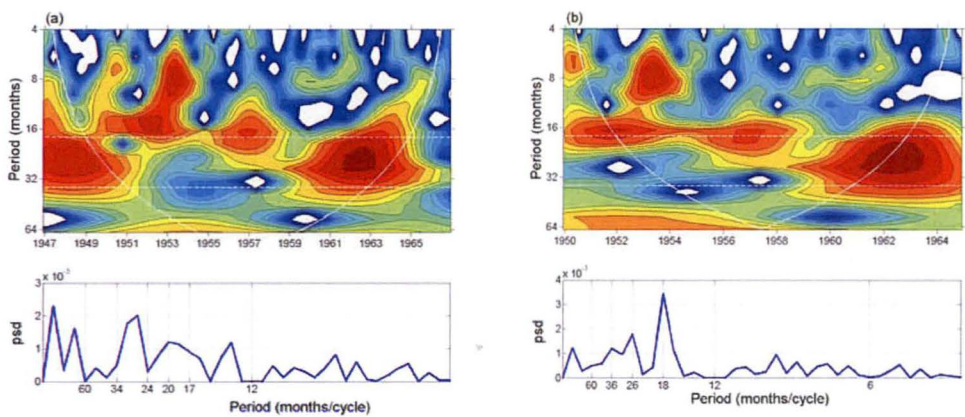 (a)
Period (months)
4
8
16
32
64
1947 1949 1951 1953 1955 1957 1959 1961 1963 1965
(b)
Period (months)
4
8
16
32
64
1950 1952 1954 1956 1958 1960 1962 1964
x 10⁻³
psd
3
2
1
0
60 34 24 20 17 12
Period (months/cycle)
x 10⁻³
psd
4
3
2
1
0
60 36 26 18 12 6
Period (months/cycle)